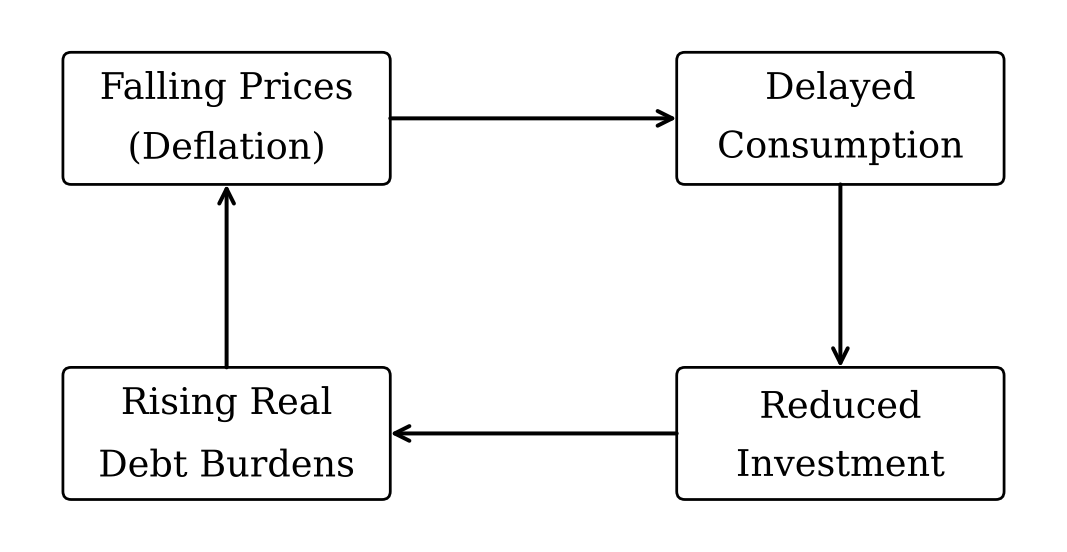 Falling Prices
(Deflation)
Delayed
Consumption
Rising Real
Debt Burdens
Reduced
Investment